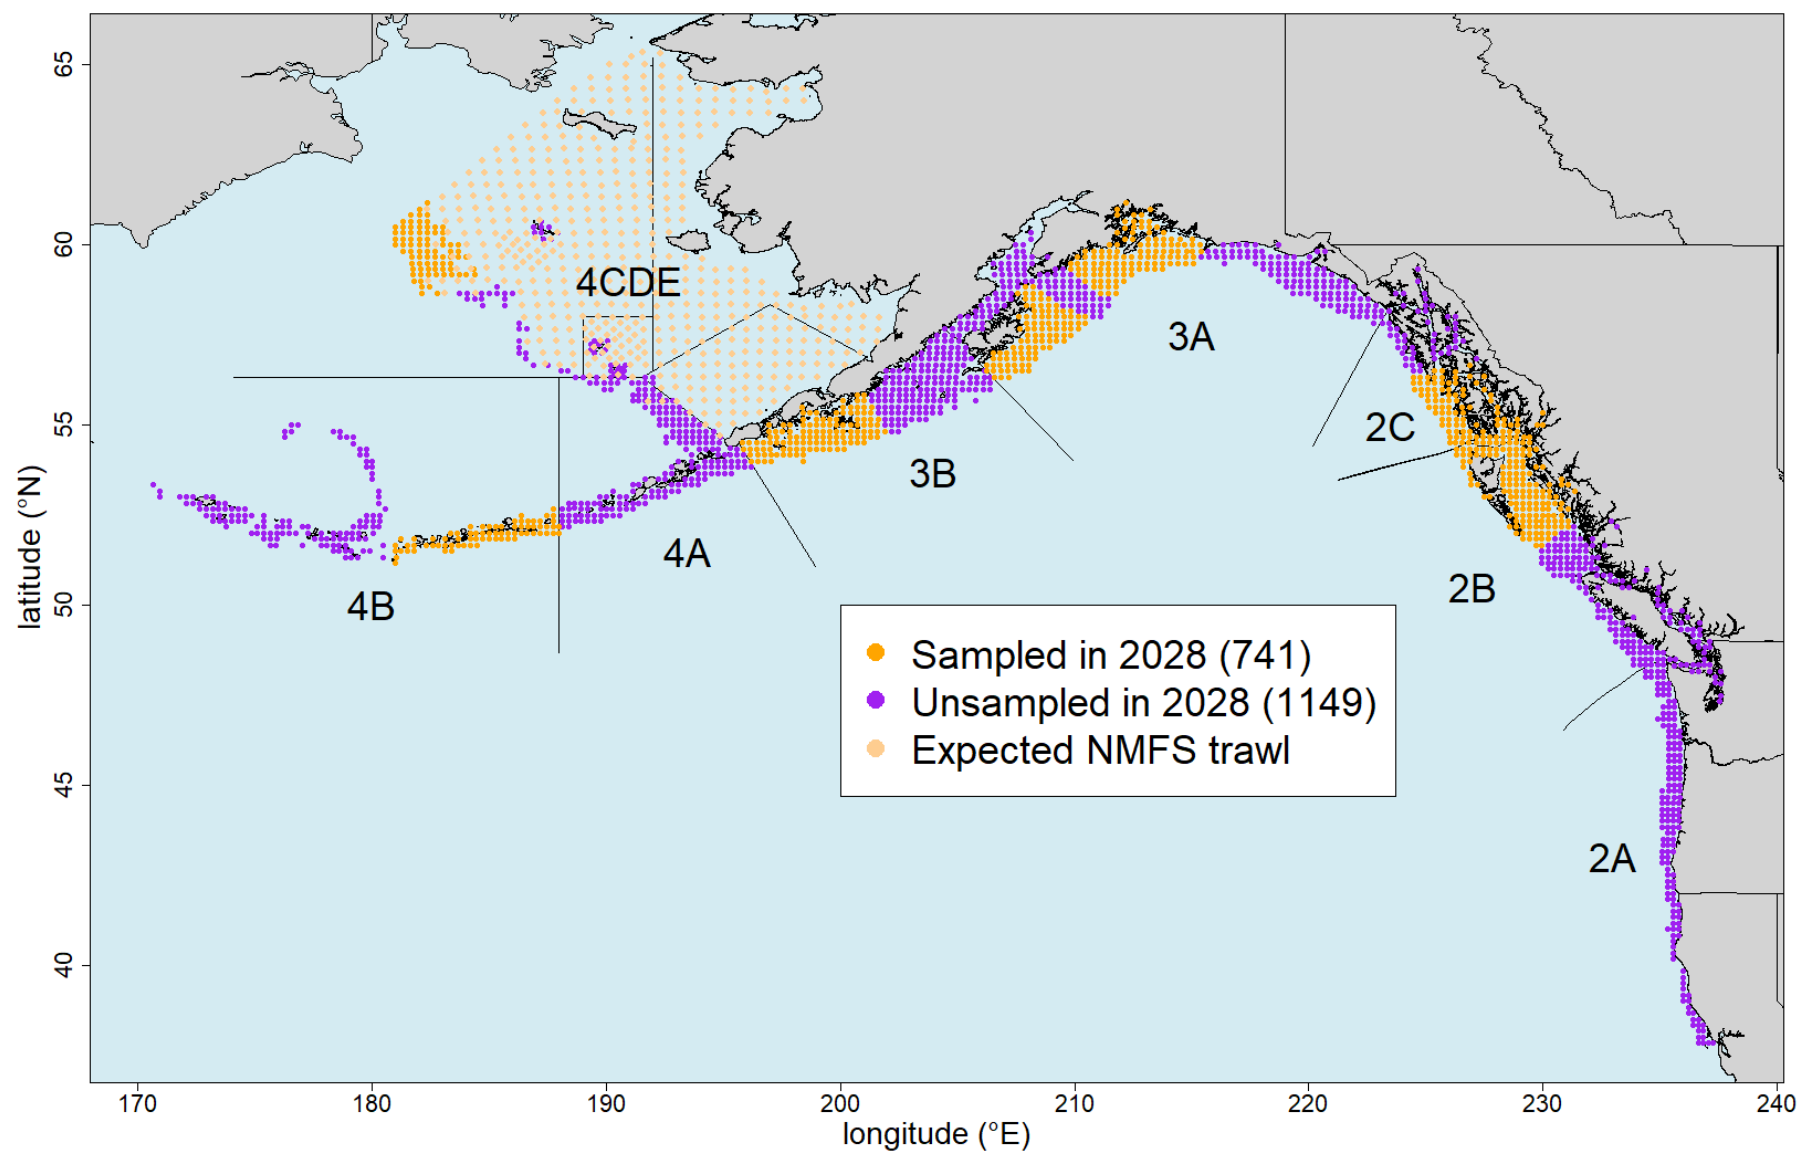 65
60
55
50
45
40
latitude (°N)
4CDE
3A
2C
3B
4A
4B
2B
2A
Sampled in 2028 (741)
Unsampled in 2028 (1149)
Expected NMFS trawl
170 180 190 200 210 220 230 240
longitude (°E)